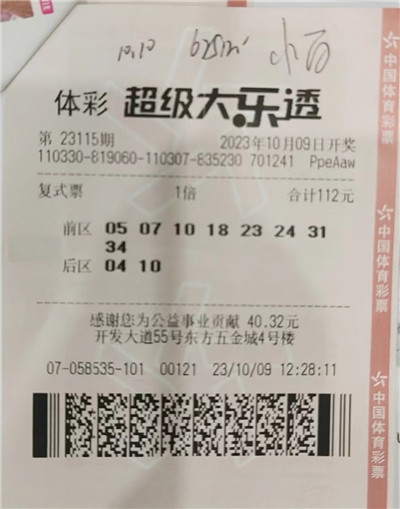 10.10
小百
体彩 超级大乐透
第 23115期 2023年10月09日开奖
110330-819060-110307-835230 701241 PpeAaw
复式票 1倍 合计112元
前区 05 07 10 18 23 24 31
34
后区 04 10
感谢您为公益事业贡献 40.32元
开发大道55号东方五金城4号楼
07-058535-101 00121 23/10/09 12:28:11
中国体育彩票
中国体育彩票
中国体育彩票